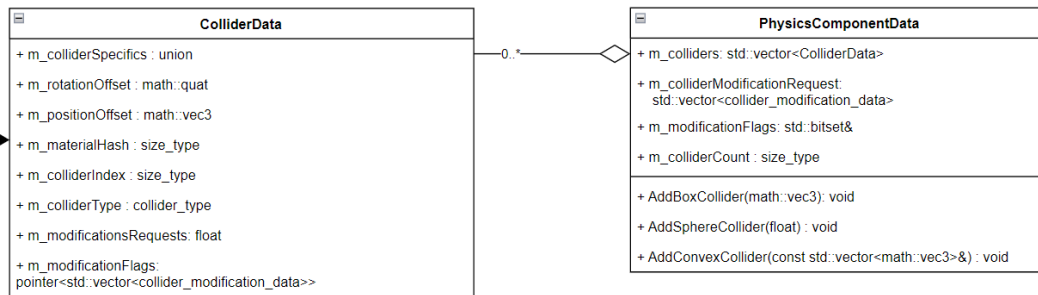 ColliderData
+ m_colliderSpecifics : union
+ m_rotationOffset : math::quat
+ m_positionOffset : math::vec3
+ m_materialHash : size_type
+ m_colliderIndex : size_type
+ m_colliderType : collider_type
+ m_modificationsRequests: float
+ m_modificationFlags:
pointer<std::vector<collider_modification_data>>
0..*
PhysicsComponentData
+ m_colliders: std::vector<ColliderData>
+ m_colliderModificationRequest:
std::vector<collider_modification_data>
+ m_modificationFlags: std::bitset&
+ m_colliderCount : size_type
+ AddBoxCollider(math::vec3): void
+ AddSphereCollider(float) : void
+ AddConvexCollider(const std::vector<math::vec3>&) : void